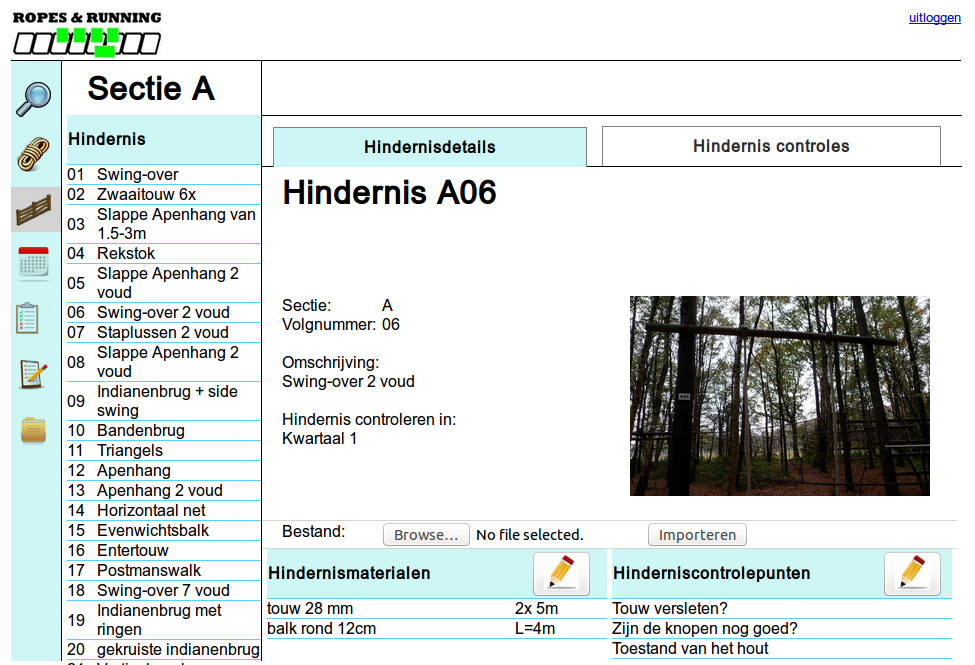 ROPES & RUNNING
uitloggen
Sectie A
Hindernis
01 Swing-over
02 Zwaaitouw 6x
03 Slappe Apenhang van
1.5-3m
04 Rekstok
05 Slappe Apenhang 2
voud
06 Swing-over 2 voud
07 Staplussen 2 voud
08 Slappe Apenhang 2
voud
09 Indianenbrug + side
swing
10 Bandenbrug
11 Triangels
12 Apenhang
13 Apenhang 2 voud
14 Horizontaal net
15 Evenwichtsbalk
16 Entertouw
17 Postmanswalk
18 Swing-over 7 voud
19 Indianenbrug met
ringen
20 gekruiste indianenbrug
Hindernisdetails
Hindernis controles
Hindernis A06
Sectie: A
Volgnummer: 06
Omschrijving:
Swing-over 2 voud
Hindernis controleren in:
Kwartaal 1
A06
Bestand: Browse... No file selected. Importeren
Hindernismaterialen
touw 28 mm 2x 5m
balk rond 12cm L=4m
Hinderniscontrolepunten
Touw versleten?
Zijn de knopen nog goed?
Toestand van het hout